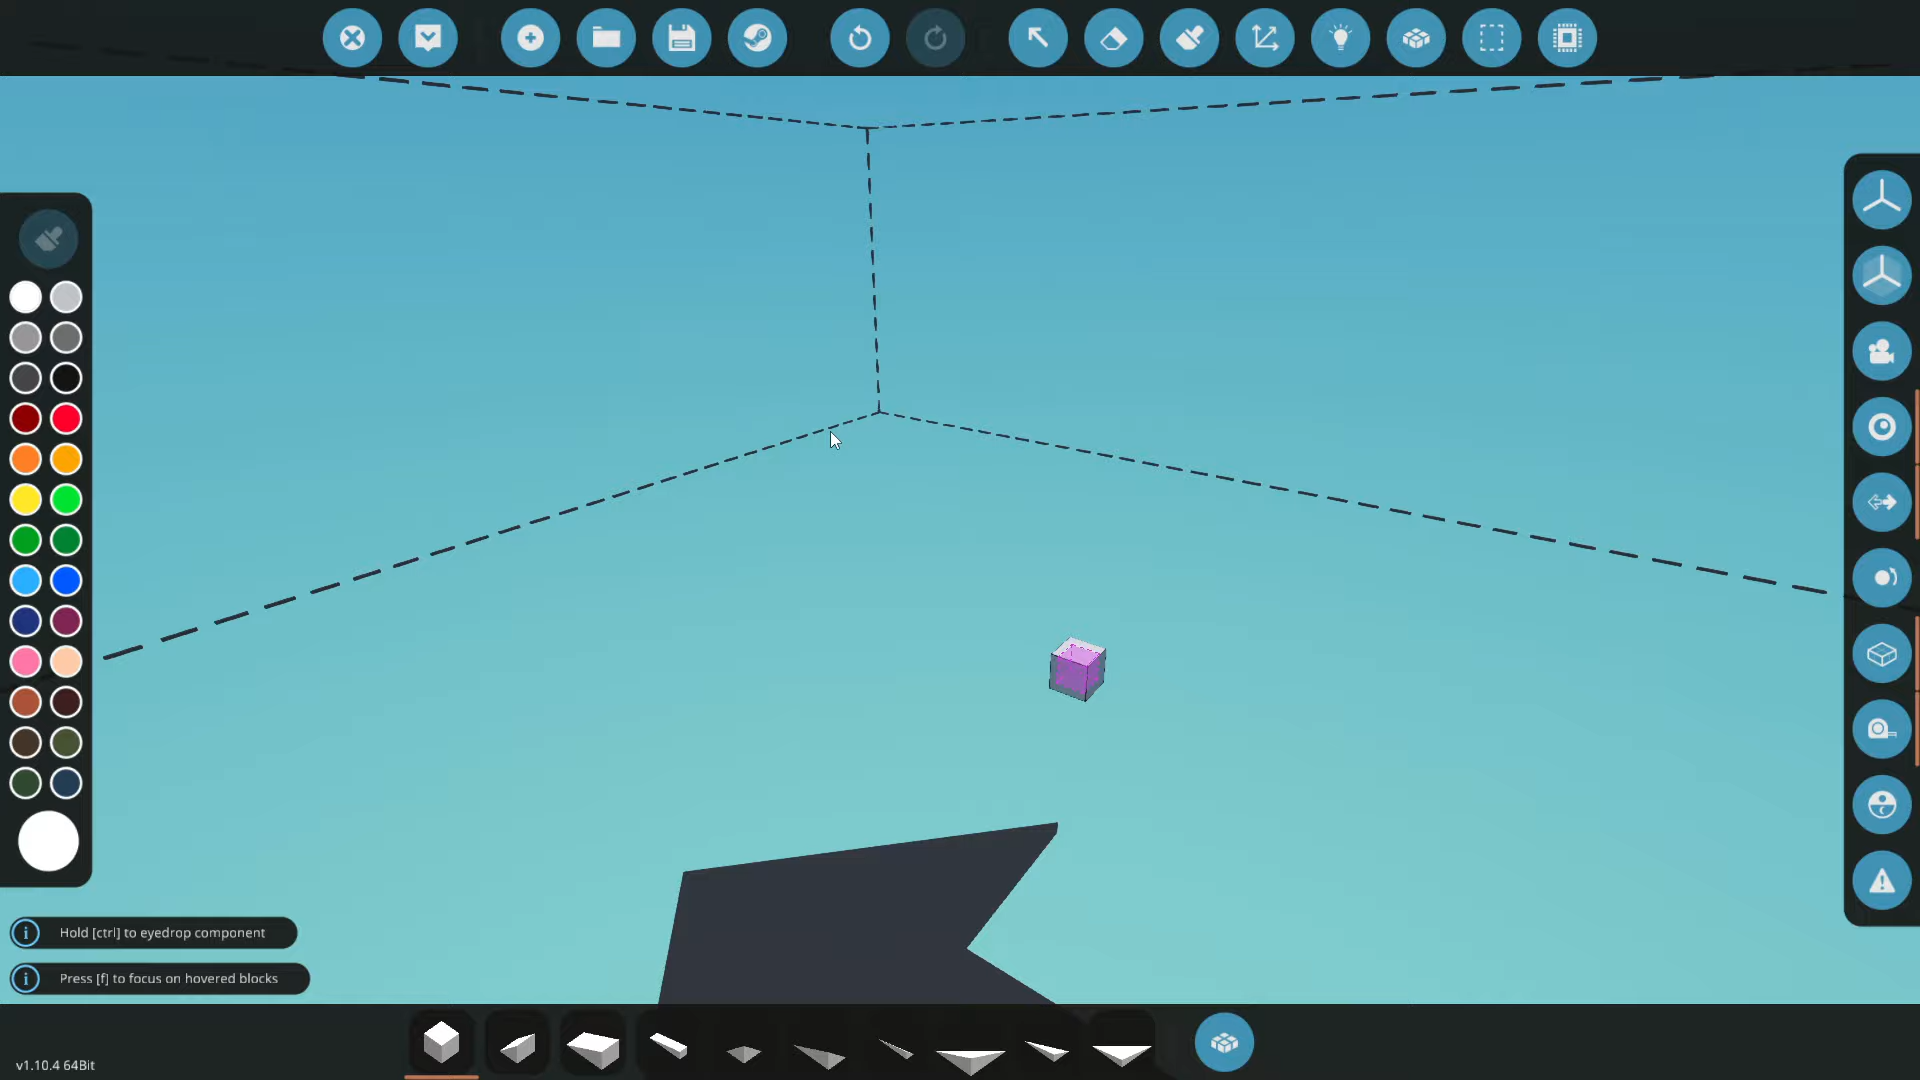 Hold [ctrl] to eyedrop component
Press [f] to focus on hovered blocks
v1.10.4 64Bit